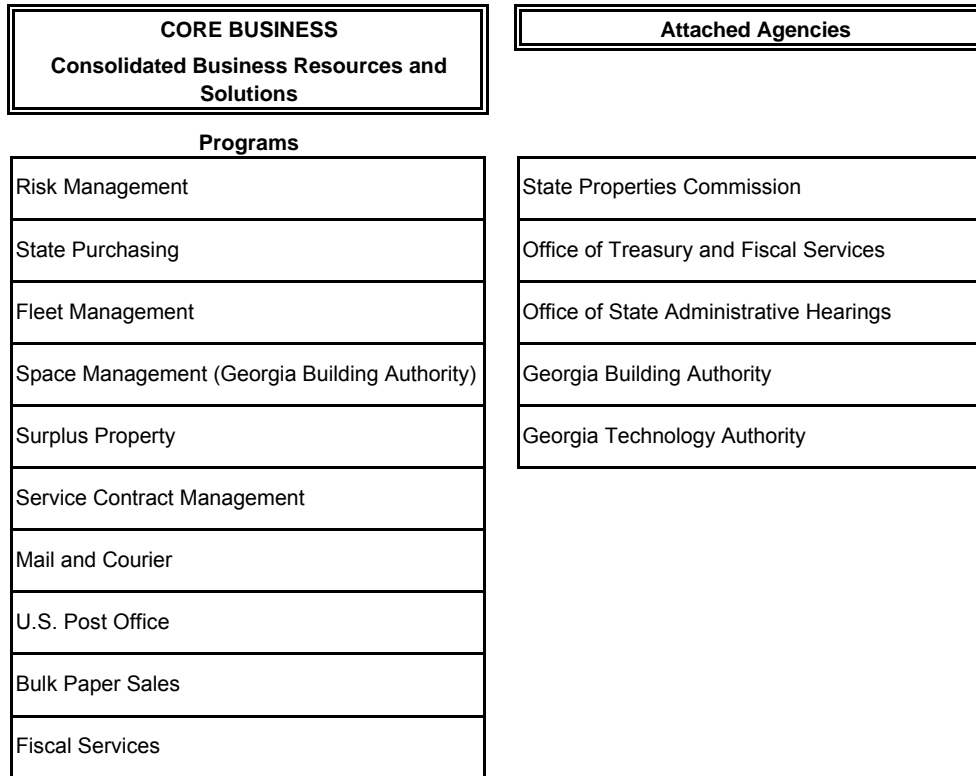 CORE BUSINESS
Consolidated Business Resources and
Solutions
Programs
Risk Management
State Purchasing
Fleet Management
Space Management (Georgia Building Authority)
Surplus Property
Service Contract Management
Mail and Courier
U.S. Post Office
Bulk Paper Sales
Fiscal Services
Attached Agencies
State Properties Commission
Office of Treasury and Fiscal Services
Office of State Administrative Hearings
Georgia Building Authority
Georgia Technology Authority